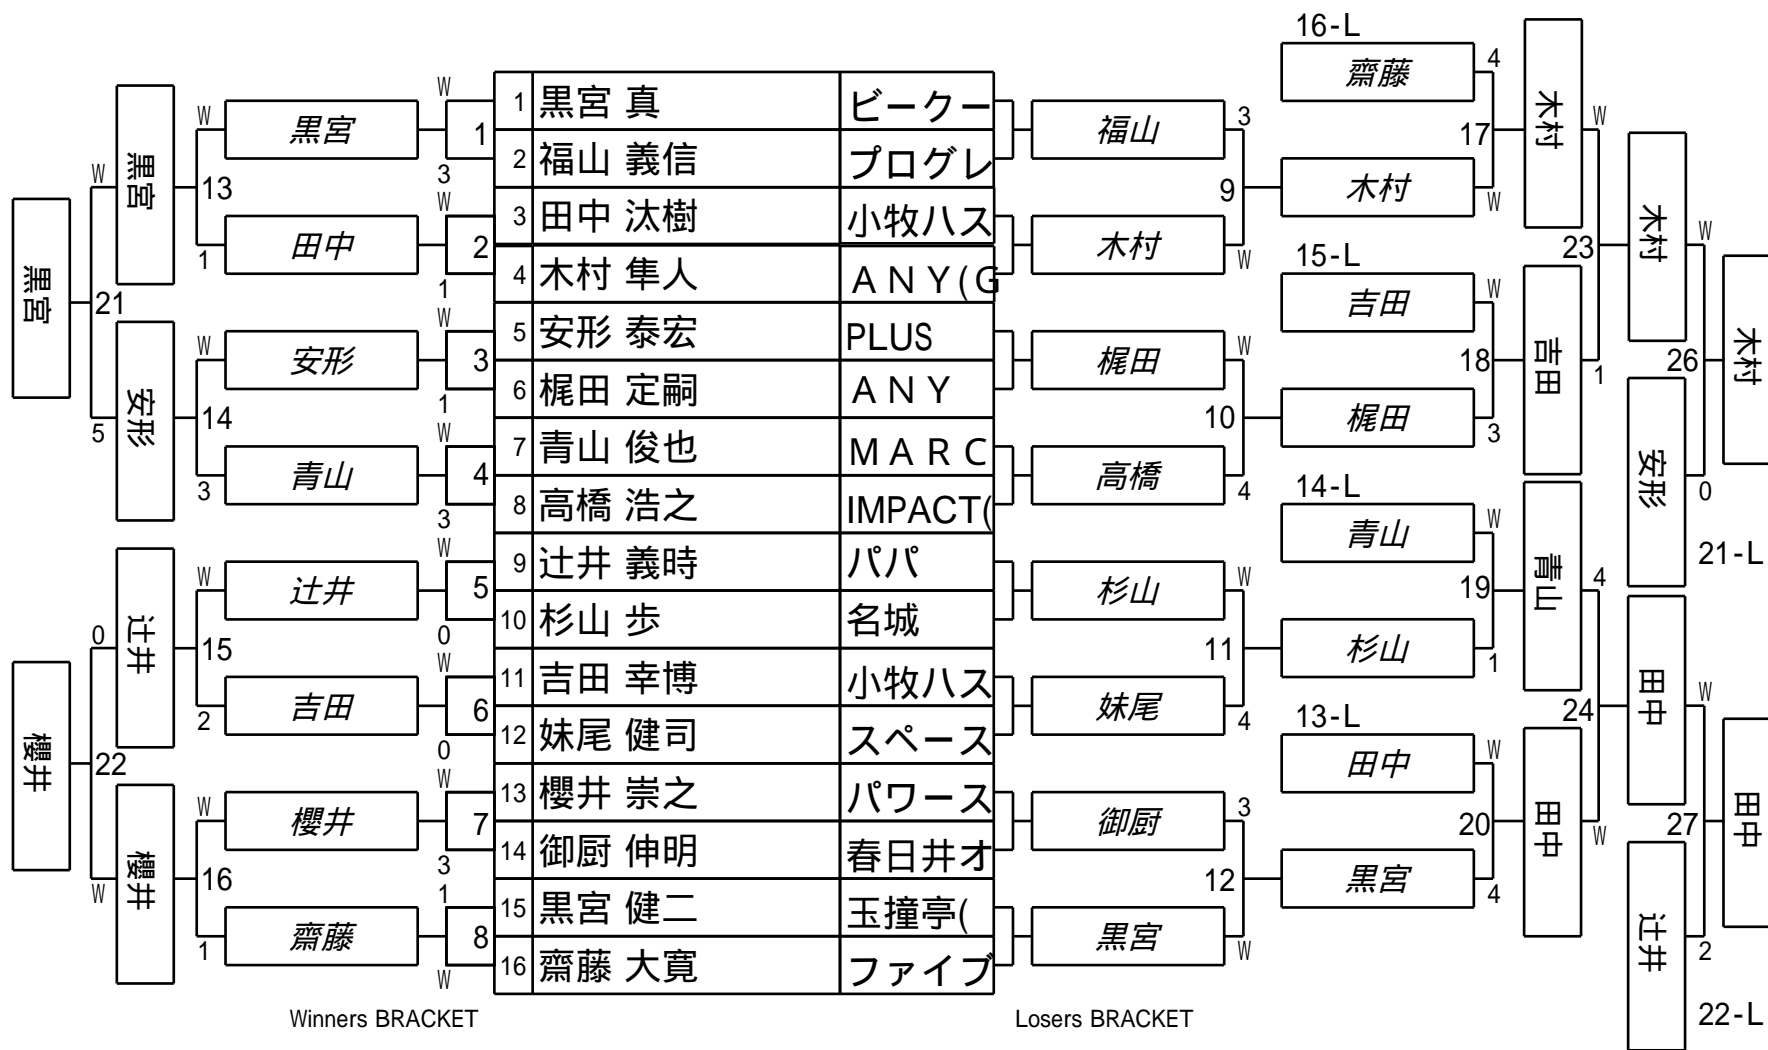 16-L
齋藤 4
17
木村 W
木村 W
1 黒宮 真 ビークー
2 福山 義信 プログレ
3 田中 汰樹 小牧ハス
4 木村 隼人 ＡＮＹ(G
5 安形 泰宏 PLUS
6 梶田 定嗣 ＡＮＹ
7 青山 俊也 ＭＡＲＣ
8 高橋 浩之 IMPACT(
9 辻井 義時 パパ
10 杉山 歩 名城
11 吉田 幸博 小牧ハス
12 妹尾 健司 スペース
13 櫻井 崇之 パワース
14 御厨 伸明 春日井オ
15 黒宮 健二 玉撞亭(
16 齋藤 大寛 ファイブ
W 1 3
W 2 1
W 3 1
W 4 3
W 5 0
W 6 0
W 7 3
1 8 W
黒宮 W
13
田中 1
安形 W
14
青山 3
辻井 W
15
吉田 2
櫻井 W
16
齋藤 1
黒宮 W
21
安形 5
辻井 0
22
櫻井 W
黒宮
櫻井
福山 3
9
木村 W
梶田 W
10
高橋 4
杉山 W
11
妹尾 4
御厨 3
12
黒宮 W
15-L
吉田 W
18
梶田 3
14-L
青山 W
19
杉山 1
13-L
田中 W
20
黒宮 4
23
吉田 1
青山 4
24
田中 W
木村 W
26
安形 0
21-L
田中 W
27
辻井 2
22-L
木村
田中
Winners BRACKET
Losers BRACKET